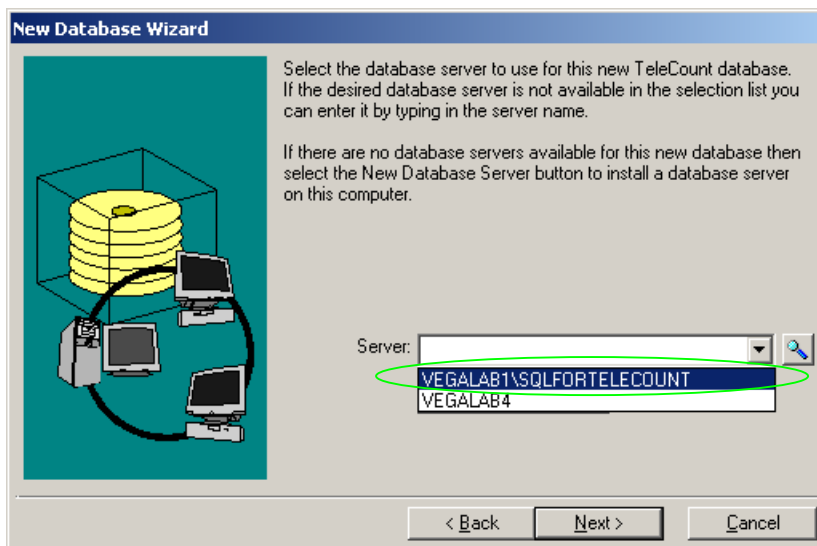 New Database Wizard
Select the database server to use for this new TeleCount database.
If the desired database server is not available in the selection list you
can enter it by typing in the server name.
If there are no database servers available for this new database then
select the New Database Server button to install a database server
on this computer.
Server:
VEGALAB1\SQLFORTELECOUNT
VEGALAB4
< Back Next > Cancel